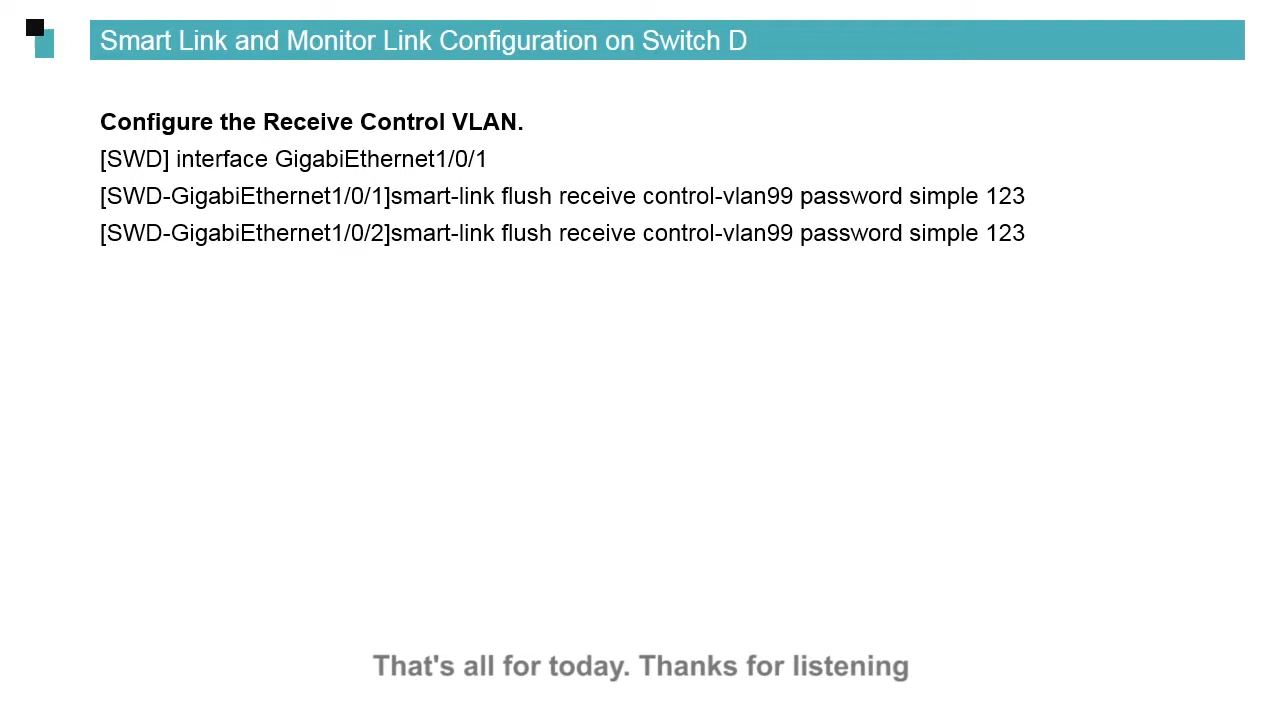 Smart Link and Monitor Link Configuration on Switch D
Configure the Receive Control VLAN.
[SWD] interface GigabiEthernet1/0/1
[SWD-GigabiEthernet1/0/1]smart-link flush receive control-vlan99 password simple 123
[SWD-GigabiEthernet1/0/2]smart-link flush receive control-vlan99 password simple 123
That's all for today. Thanks for listening